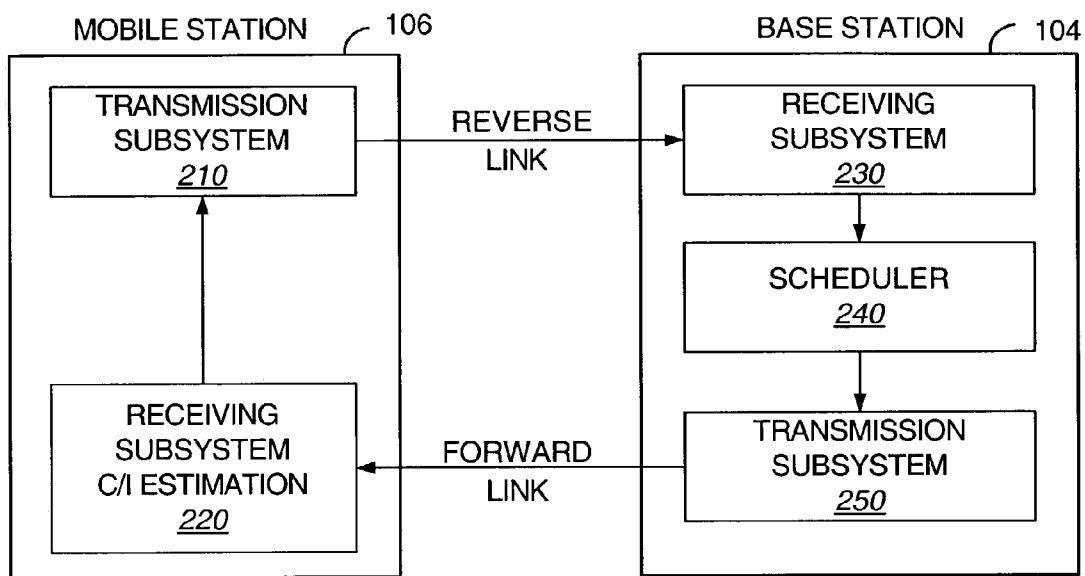 MOBILE STATION
106
BASE STATION
104
TRANSMISSION
SUBSYSTEM
210
REVERSE
LINK
RECEIVING
SUBSYSTEM
230
SCHEDULER
240
RECEIVING
SUBSYSTEM
C/I ESTIMATION
220
FORWARD
LINK
TRANSMISSION
SUBSYSTEM
250